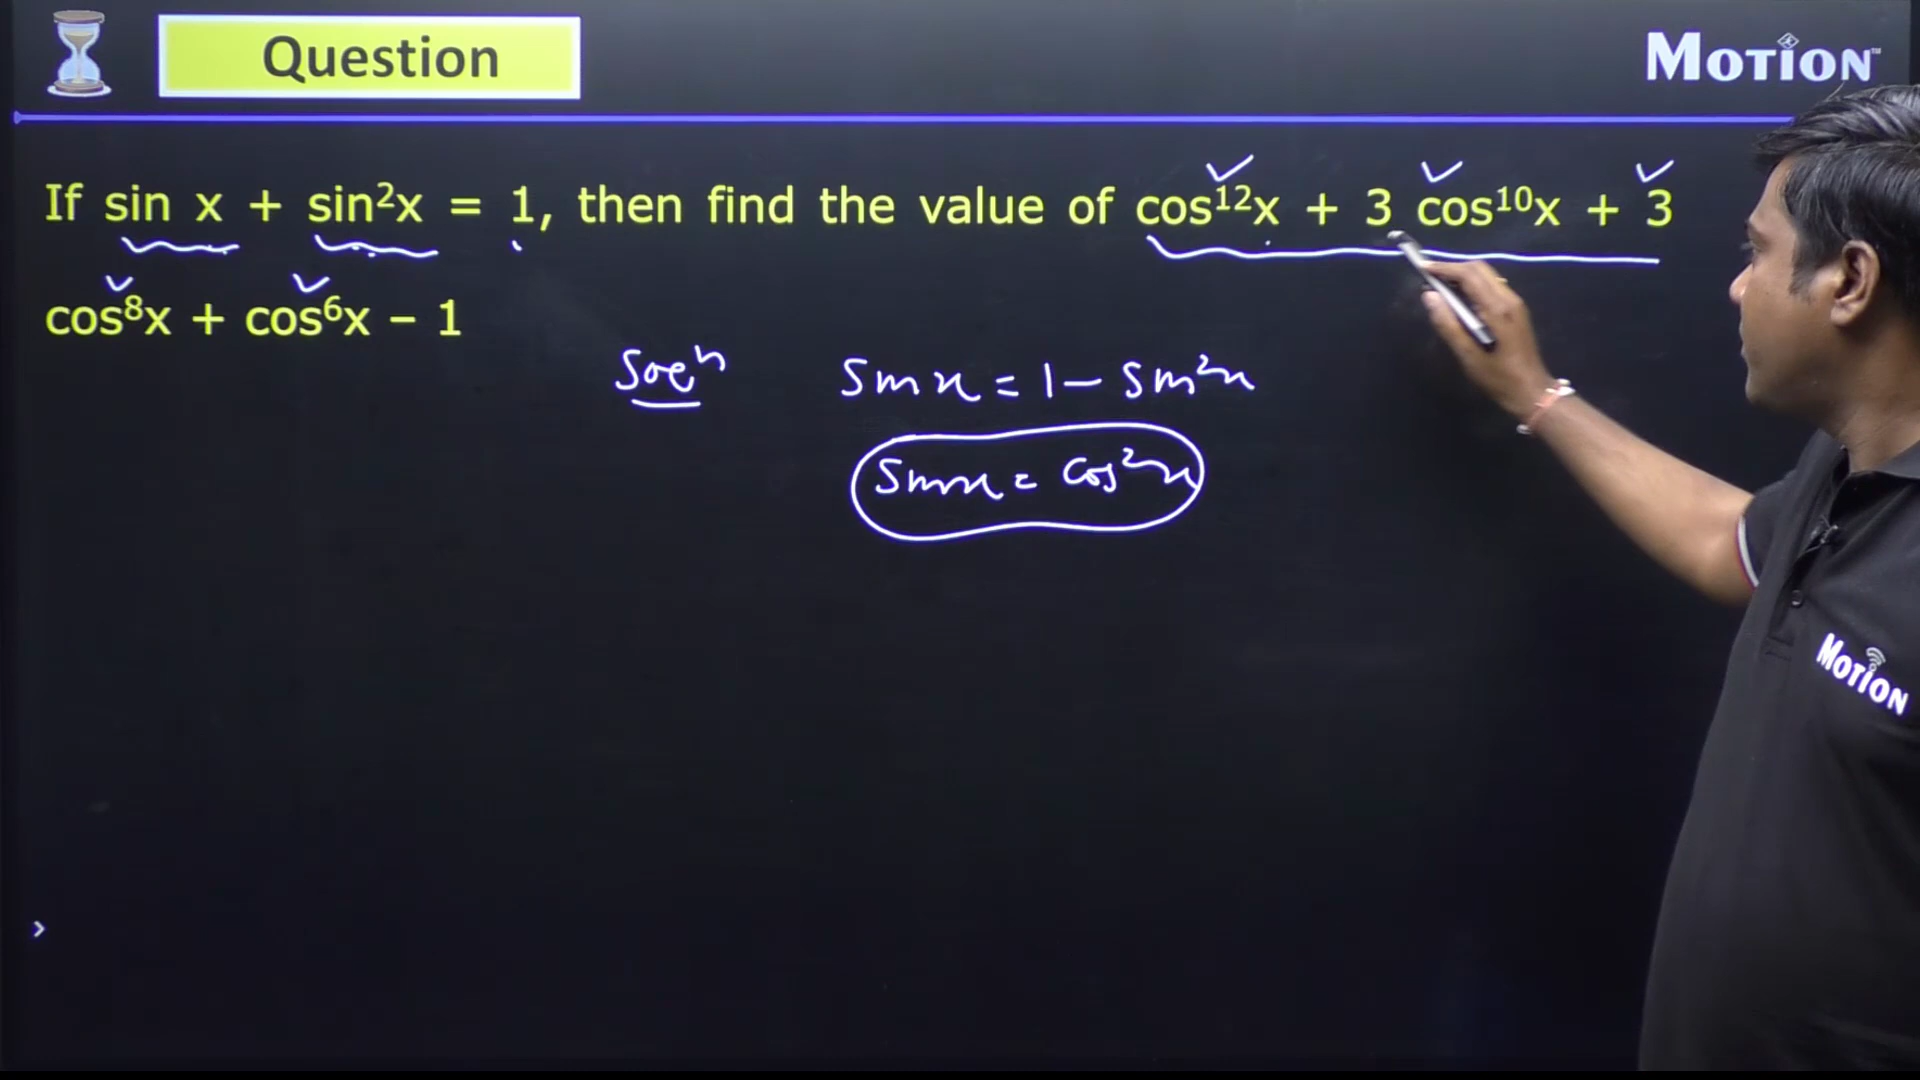 Question
MOTION™
If sin x + sin²x = 1, then find the value of cos¹²x + 3 cos¹⁰x + 3
cos⁸x + cos⁶x – 1
Solⁿ
Sin x = 1 – Sin²x
Sin x = Cos²x
MOTION